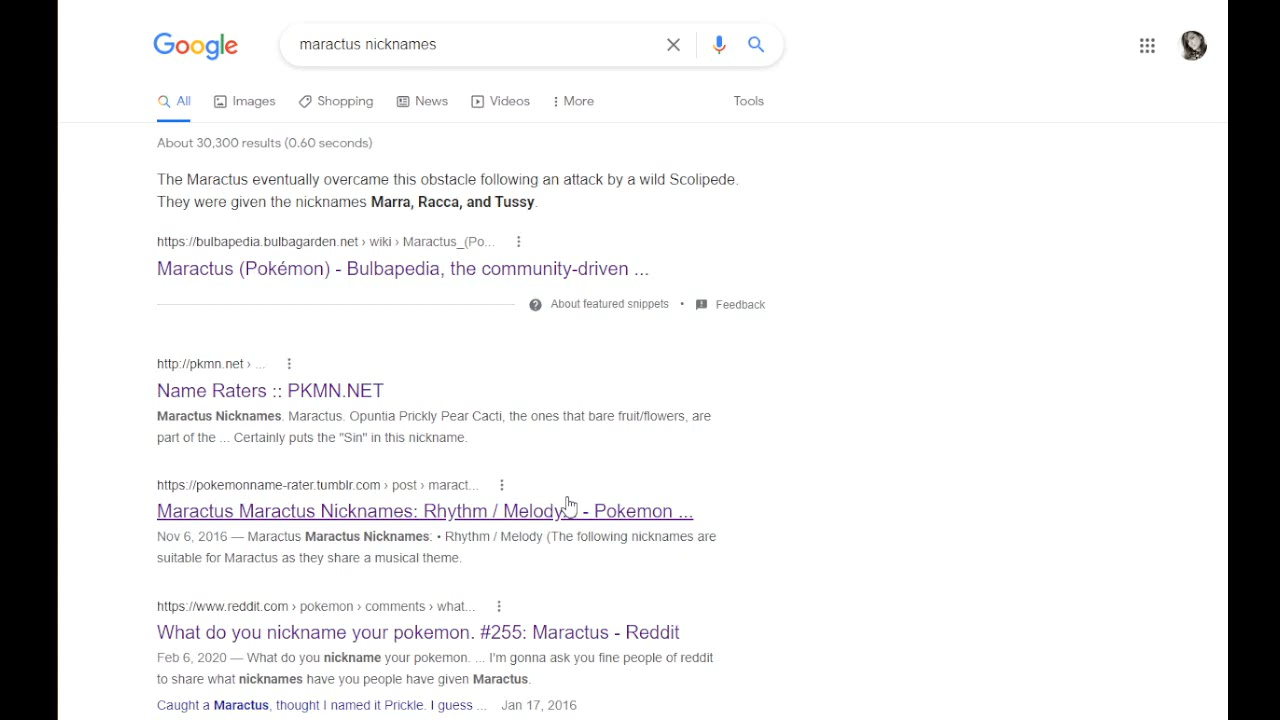 Google
maractus nicknames
All Images Shopping News Videos More Tools
About 30,300 results (0.60 seconds)
The Maractus eventually overcame this obstacle following an attack by a wild Scolipede.
They were given the nicknames Marra, Racca, and Tussy.
https://bulbapedia.bulbagarden.net › wiki › Maractus_(Po...
Maractus (Pokémon) - Bulbapedia, the community-driven ...
About featured snippets • Feedback
http://pkmn.net › ...
Name Raters :: PKMN.NET
Maractus Nicknames. Maractus. Opuntia Prickly Pear Cacti, the ones that bare fruit/flowers, are
part of the ... Certainly puts the "Sin" in this nickname.
https://pokemonname-rater.tumblr.com › post › maract...
Maractus Maractus Nicknames: Rhythm / Melody - Pokemon ...
Nov 6, 2016 — Maractus Maractus Nicknames: • Rhythm / Melody (The following nicknames are
suitable for Maractus as they share a musical theme.
https://www.reddit.com › pokemon › comments › what...
What do you nickname your pokemon. #255: Maractus - Reddit
Feb 6, 2020 — What do you nickname your pokemon. ... I'm gonna ask you fine people of reddit
to share what nicknames have you people have given Maractus.
Caught a Maractus, thought I named it Prickle. I guess ... Jan 17, 2016